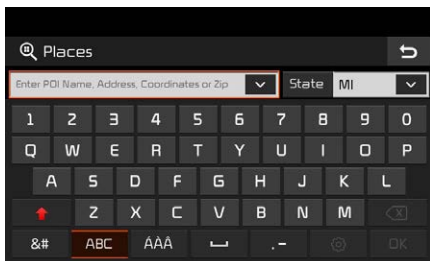 Places
Enter POI Name, Address, Coordinates or Zip State MI
1 2 3 4 5 6 7 8 9 0
Q W E R T Y U I O P
A S D F G H J K L
Z X C V B N M
&# ABC ÁÀÂ .- OK